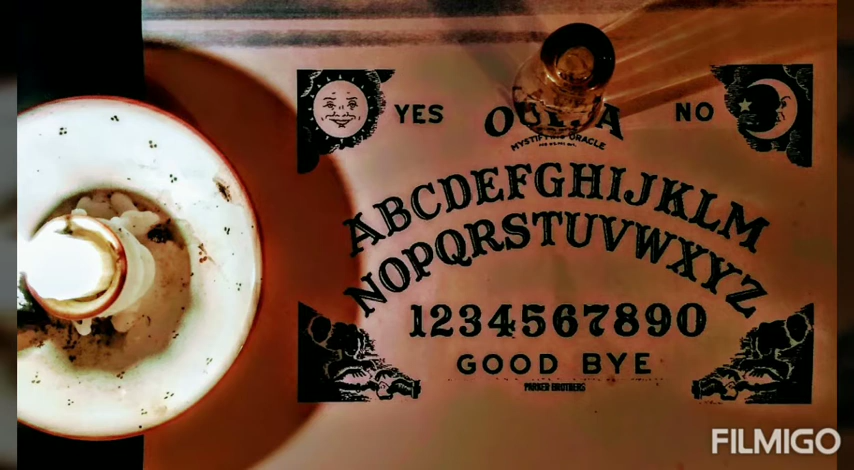 YES
OUIJA
NO
MYSTIFYING ORACLE
ABCDEFGHIJKLM
NOPQRSTUVWXYZ
1234567890
GOOD BYE
PARKER BROTHERS
FILMIGO